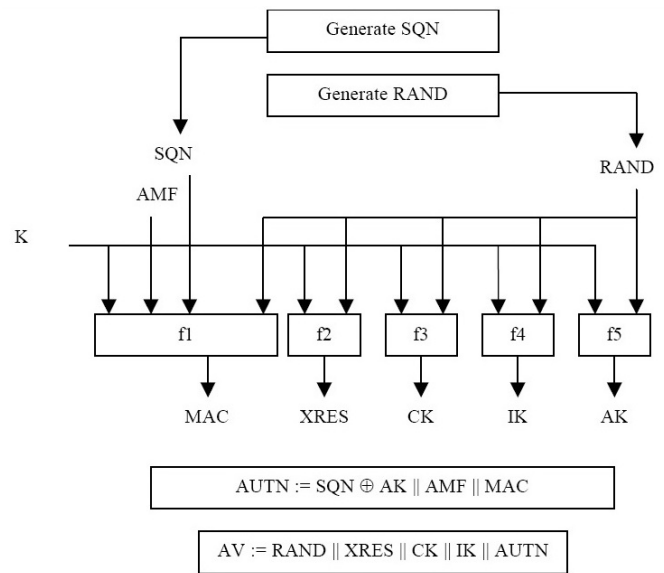 Generate SQN
Generate RAND
SQN
RAND
AMF
K
f1 f2 f3 f4 f5
MAC XRES CK IK AK
AUTN := SQN ⊕ AK || AMF || MAC
AV := RAND || XRES || CK || IK || AUTN